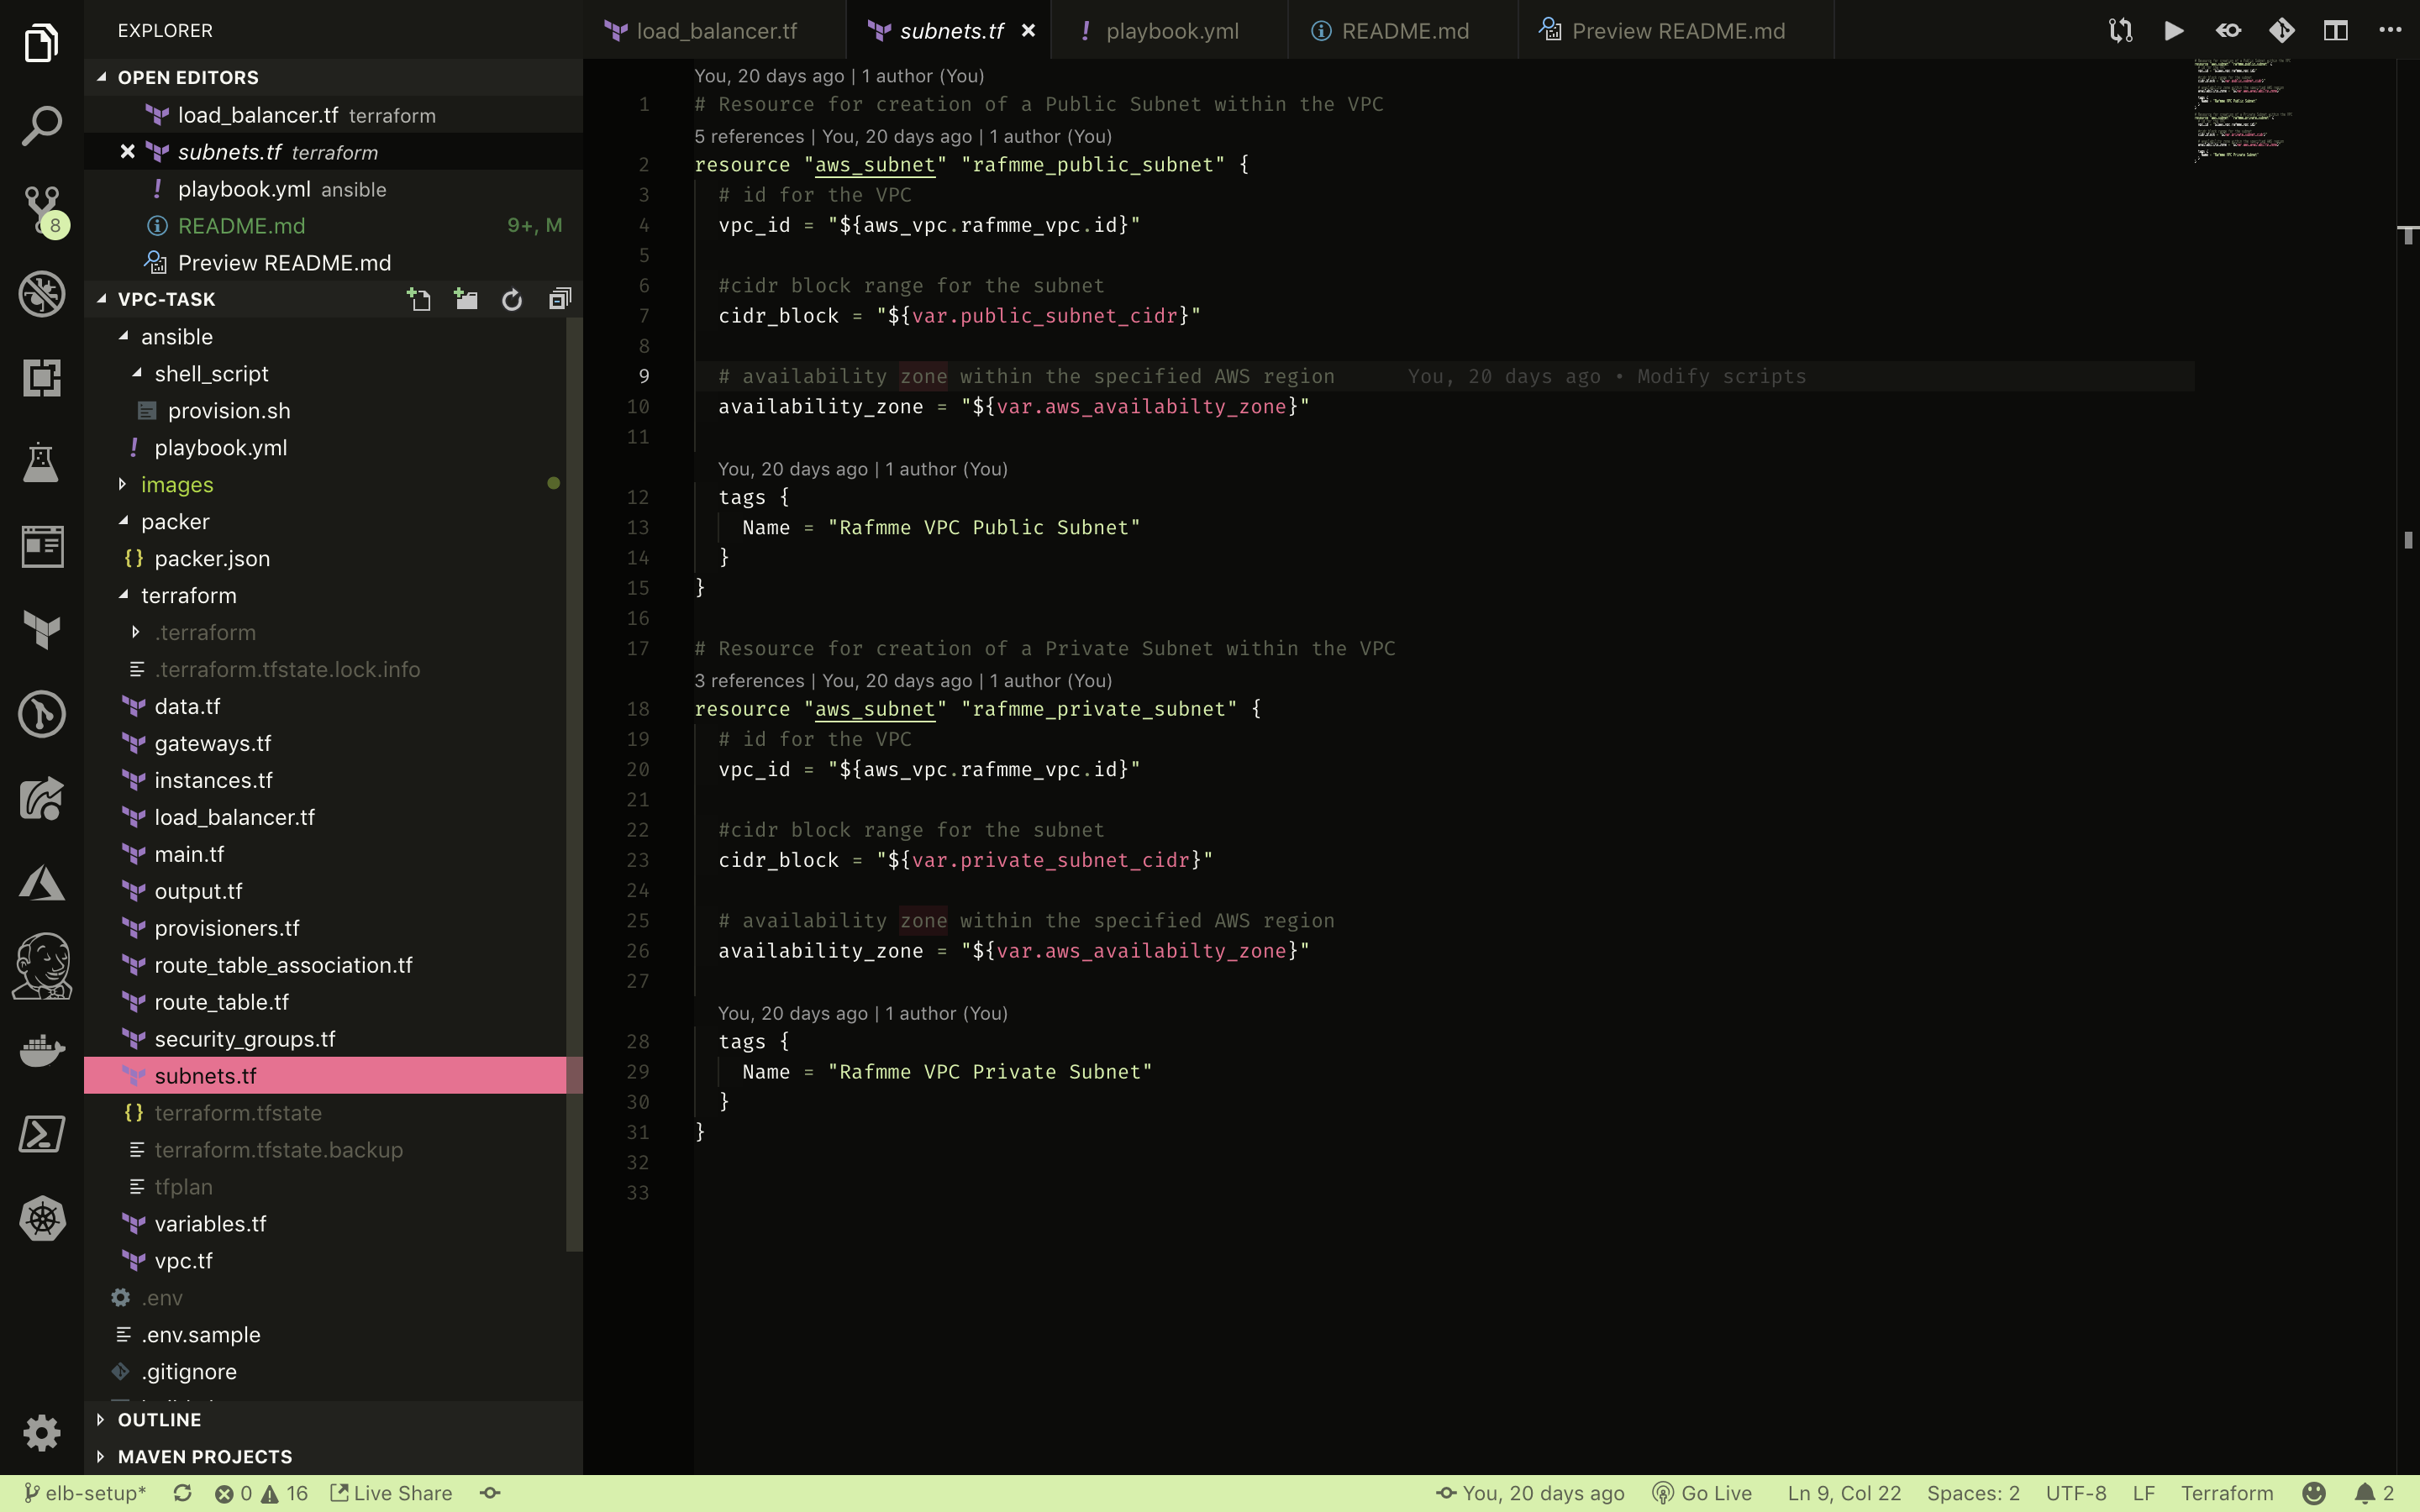 EXPLORER
OPEN EDITORS
load_balancer.tf terraform
subnets.tf terraform
playbook.yml ansible
README.md 9+, M
Preview README.md
VPC-TASK
ansible
shell_script
provision.sh
playbook.yml
images
packer
packer.json
terraform
.terraform
.terraform.tfstate.lock.info
data.tf
gateways.tf
instances.tf
load_balancer.tf
main.tf
output.tf
provisioners.tf
route_table_association.tf
route_table.tf
security_groups.tf
subnets.tf
terraform.tfstate
terraform.tfstate.backup
tfplan
variables.tf
vpc.tf
.env
.env.sample
.gitignore
OUTLINE
MAVEN PROJECTS
8
load_balancer.tf subnets.tf playbook.yml README.md Preview README.md
You, 20 days ago | 1 author (You)
1 # Resource for creation of a Public Subnet within the VPC
5 references | You, 20 days ago | 1 author (You)
2 resource "aws_subnet" "rafmme_public_subnet" {
3 # id for the VPC
4 vpc_id = "${aws_vpc.rafmme_vpc.id}"
5
6 #cidr block range for the subnet
7 cidr_block = "${var.public_subnet_cidr}"
8
9 # availability zone within the specified AWS region You, 20 days ago • Modify scripts
10 availability_zone = "${var.aws_availabilty_zone}"
11
You, 20 days ago | 1 author (You)
12 tags {
13 Name = "Rafmme VPC Public Subnet"
14 }
15 }
16
17 # Resource for creation of a Private Subnet within the VPC
3 references | You, 20 days ago | 1 author (You)
18 resource "aws_subnet" "rafmme_private_subnet" {
19 # id for the VPC
20 vpc_id = "${aws_vpc.rafmme_vpc.id}"
21
22 #cidr block range for the subnet
23 cidr_block = "${var.private_subnet_cidr}"
24
25 # availability zone within the specified AWS region
26 availability_zone = "${var.aws_availabilty_zone}"
27
You, 20 days ago | 1 author (You)
28 tags {
29 Name = "Rafmme VPC Private Subnet"
30 }
31 }
32
33
elb-setup* 0 16 Live Share You, 20 days ago Go Live Ln 9, Col 22 Spaces: 2 UTF-8 LF Terraform 2